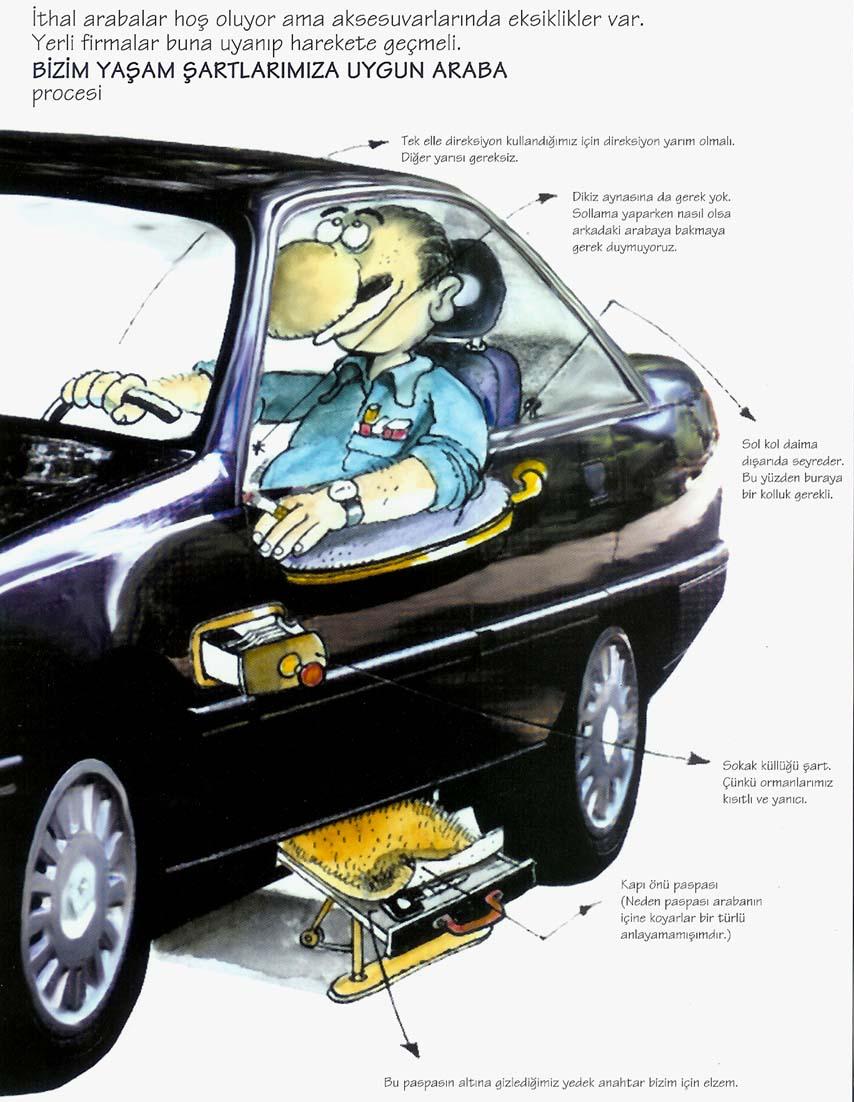 İthal arabalar hoş oluyor ama aksesuvarlarında eksiklikler var.
Yerli firmalar buna uyanıp harekete geçmeli.
BİZİM YAŞAM ŞARTLARIMIZA UYGUN ARABA
procesi
Tek elle direksiyon kullandığımız için direksiyon yarım olmalı.
Diğer yarısı gereksiz.
Dikiz aynasına da gerek yok.
Sollama yaparken nasıl olsa
arkadaki arabaya bakmaya
gerek duymuyoruz.
Sol kol daima
dışarıda seyreder.
Bu yüzden buraya
bir kolluk gerekli.
Sokak küllüğü şart.
Çünkü ormanlarımız
kısıtlı ve yanıcı.
Kapı önü paspası
(Neden paspası arabanın
içine koyarlar bir türlü
anlayamamışımdır.)
Bu paspasın altına gizlediğimiz yedek anahtar bizim için elzem.